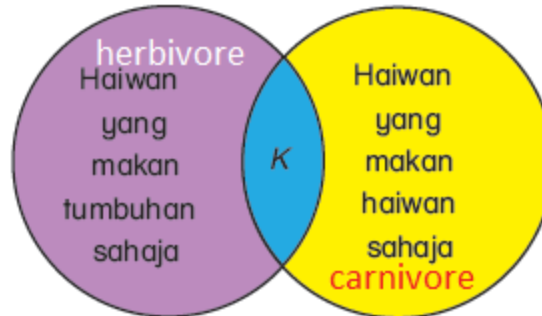 herbivore
Haiwan
yang
makan
tumbuhan
sahaja
K
Haiwan
yang
makan
haiwan
sahaja
carnivore